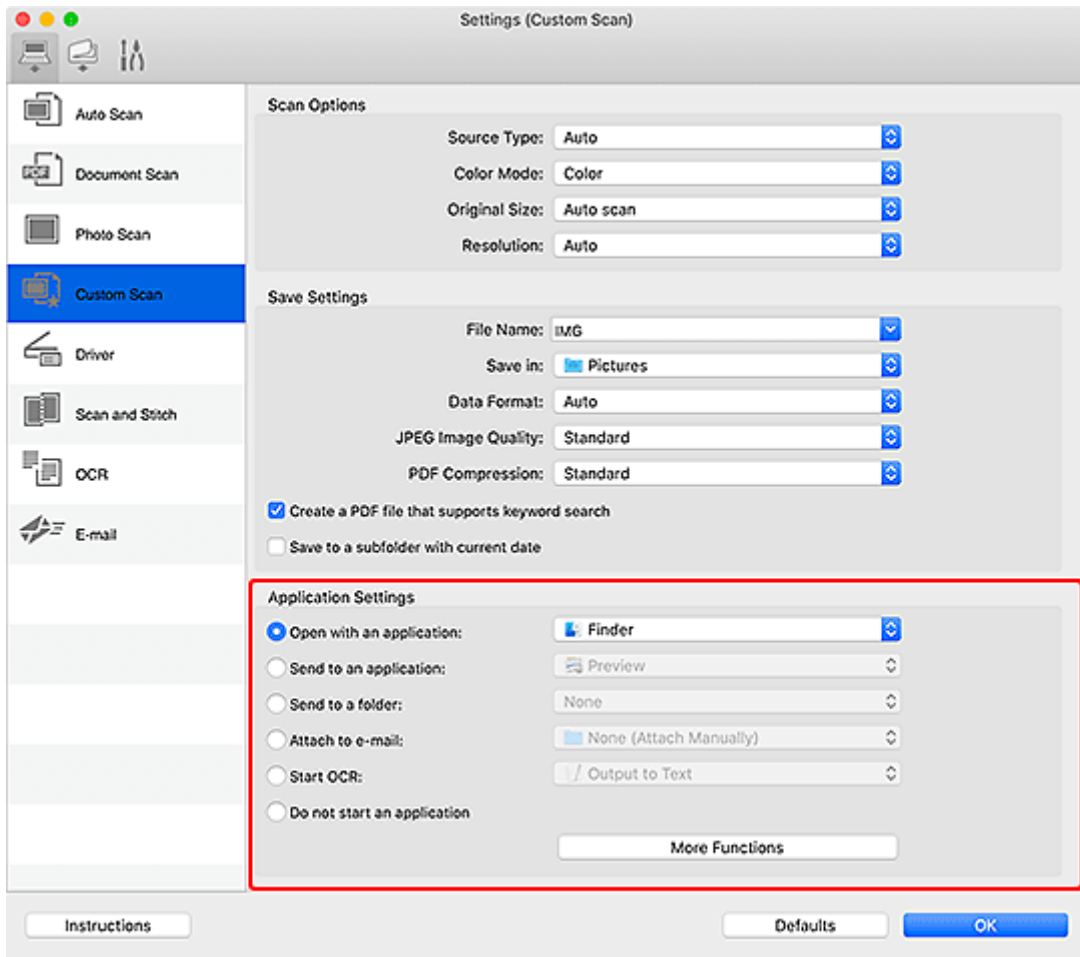 Settings (Custom Scan)
Auto Scan
PDF
Document Scan
Photo Scan
Custom Scan
Driver
Scan and Stitch
OCR
E-mail
Scan Options
Source Type: Auto
Color Mode: Color
Original Size: Auto scan
Resolution: Auto
Save Settings
File Name: IMG
Save in: Pictures
Data Format: Auto
JPEG Image Quality: Standard
PDF Compression: Standard
Create a PDF file that supports keyword search
Save to a subfolder with current date
Application Settings
Open with an application: Finder
Send to an application: Preview
Send to a folder: None
Attach to e-mail: None (Attach Manually)
Start OCR: Output to Text
Do not start an application
More Functions
Instructions Defaults OK